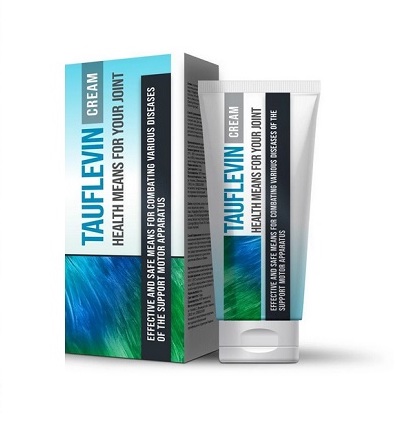 TAUFLEVIN
CREAM
HEALTH MEANS FOR YOUR JOINT
EFFECTIVE AND SAFE MEANS FOR COMBATING VARIOUS DISEASES
OF THE SUPPORT MOTOR APPARATUS
TAUFLEVIN
CREAM
HEALTH MEANS FOR YOUR JOINT
EFFECTIVE AND SAFE MEANS FOR COMBATING VARIOUS DISEASES OF THE
SUPPORT MOTOR APPARATUS